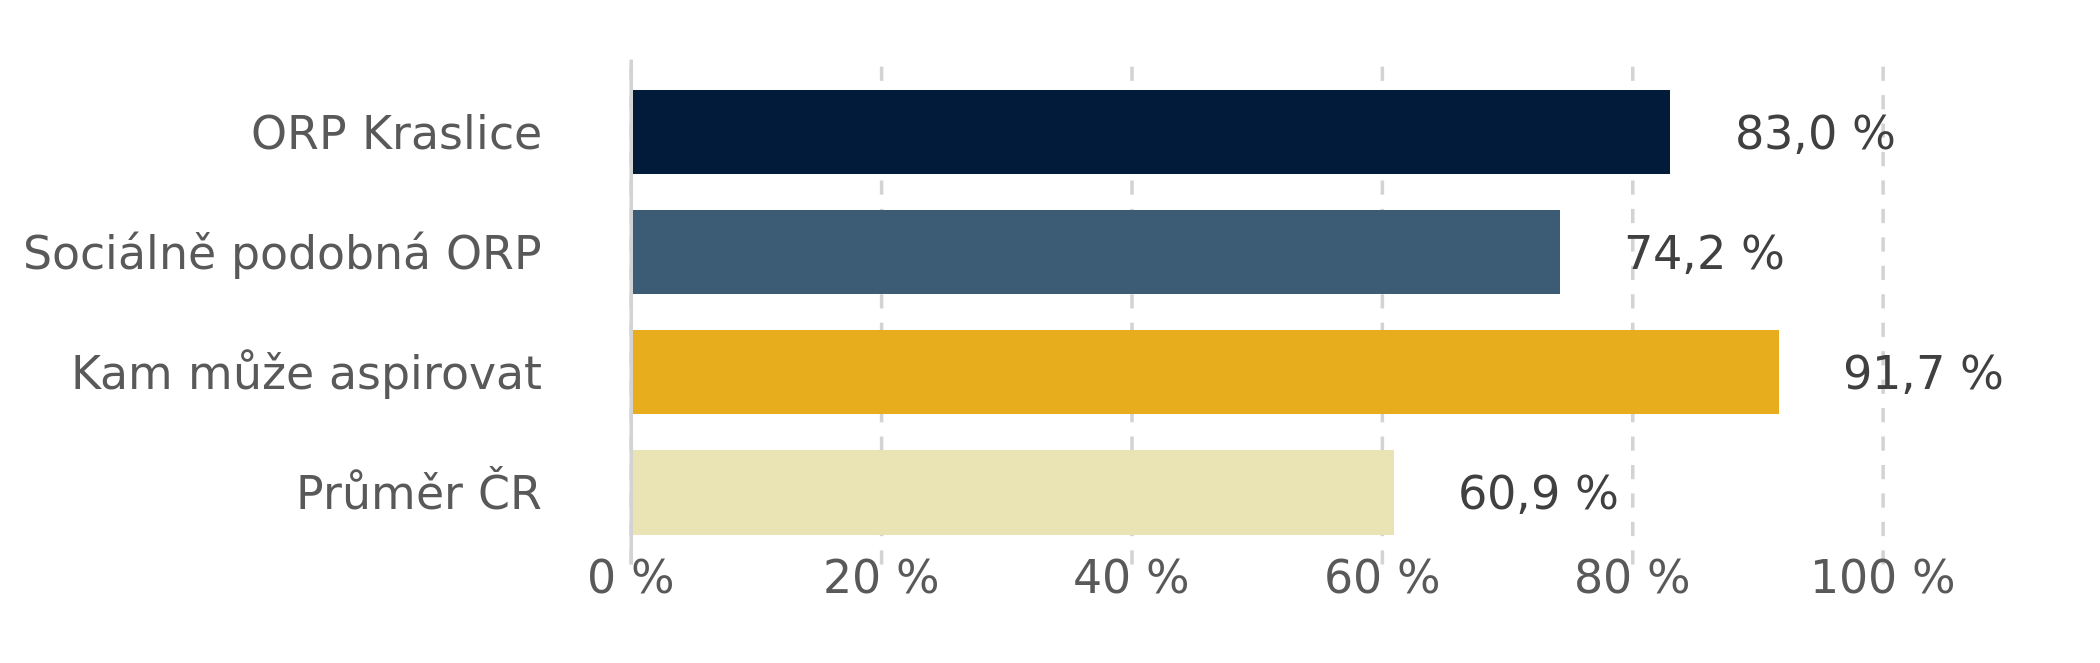 ORP Kraslice 83,0 %
Sociálně podobná ORP 74,2 %
Kam může aspirovat 91,7 %
Průměr ČR 60,9 %
0 % 20 % 40 % 60 % 80 % 100 %